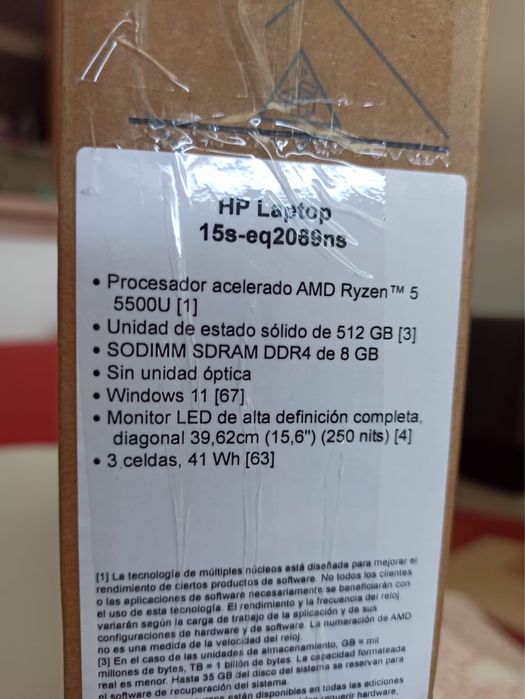 HP Laptop
15s-eq2089ns
• Procesador acelerado AMD Ryzen™ 5
5500U [1]
• Unidad de estado sólido de 512 GB [3]
• SODIMM SDRAM DDR4 de 8 GB
• Sin unidad óptica
• Windows 11 [67]
• Monitor LED de alta definición completa,
diagonal 39,62cm (15,6") (250 nits) [4]
• 3 celdas, 41 Wh [63]
[1] La tecnología de múltiples núcleos está diseñada para mejorar el
rendimiento de ciertos productos de software. No todos los clientes
o las aplicaciones de software necesariamente se beneficiarán con
el uso de esta tecnología. El rendimiento y la frecuencia del reloj
variarán según la carga de trabajo de la aplicación y de sus
configuraciones de hardware y de software. La numeración de AMD
no es una medida de la velocidad del reloj.
[3] En el caso de las unidades de almacenamiento, GB = mil
millones de bytes, TB = 1 billón de bytes. La capacidad formateada
real es menor. Hasta 35 GB del disco del sistema se reservan para
el software de recuperación del sistema.
están disponibles en todas las ediciones
requerir hardware,